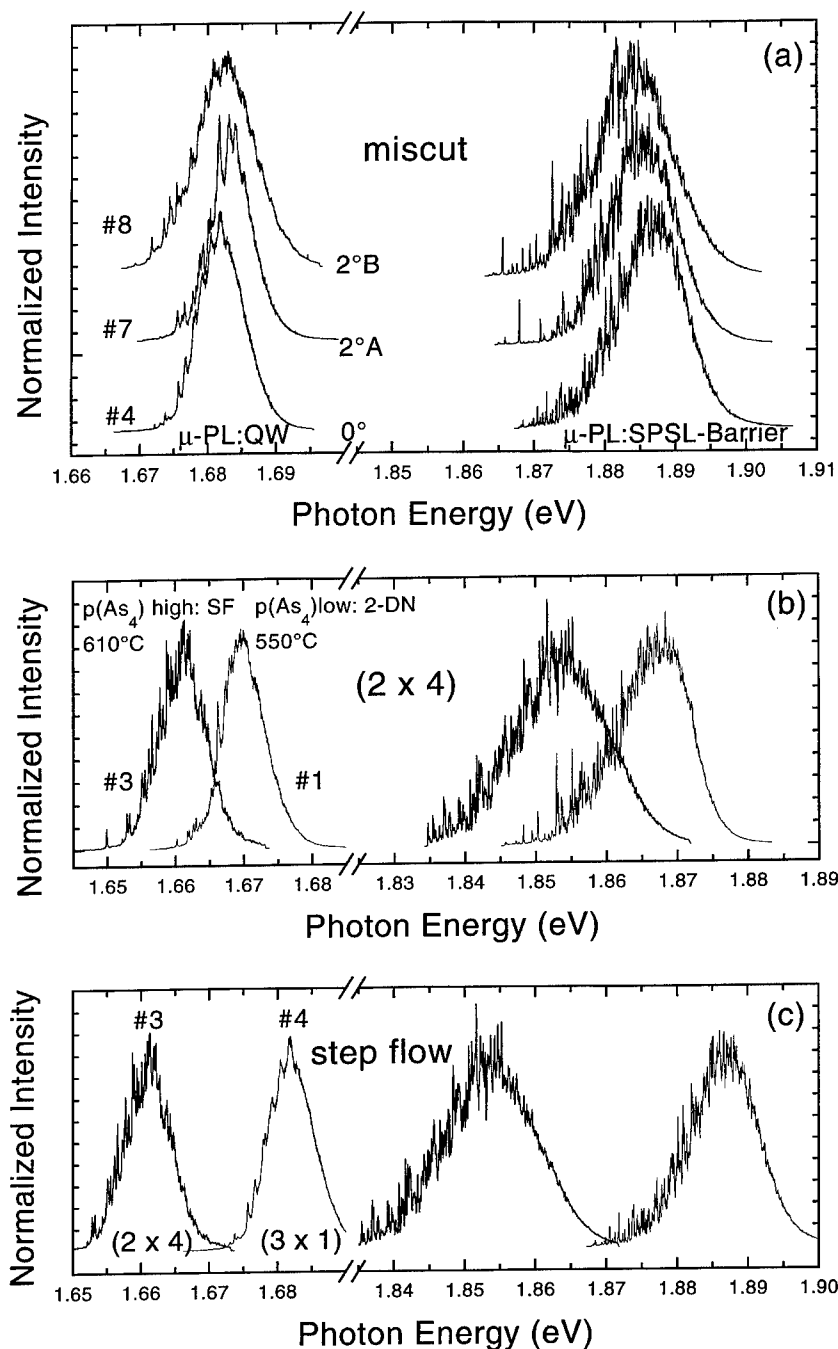 (a)
miscut
#8
2°B
#7
2°A
#4
0°
μ-PL:QW
μ-PL:SPSL-Barrier
Normalized Intensity
1.66 1.67 1.68 1.69 1.85 1.86 1.87 1.88 1.89 1.90 1.91
Photon Energy (eV)
(b)
p(As4) high: SF p(As4)low: 2-DN
610°C 550°C
(2 x 4)
#3
#1
Normalized Intensity
1.65 1.66 1.67 1.68 1.83 1.84 1.85 1.86 1.87 1.88 1.89
Photon Energy (eV)
(c)
#3 #4
step flow
(2 x 4) (3 x 1)
Normalized Intensity
1.65 1.66 1.67 1.68 1.84 1.85 1.86 1.87 1.88 1.89 1.90
Photon Energy (eV)